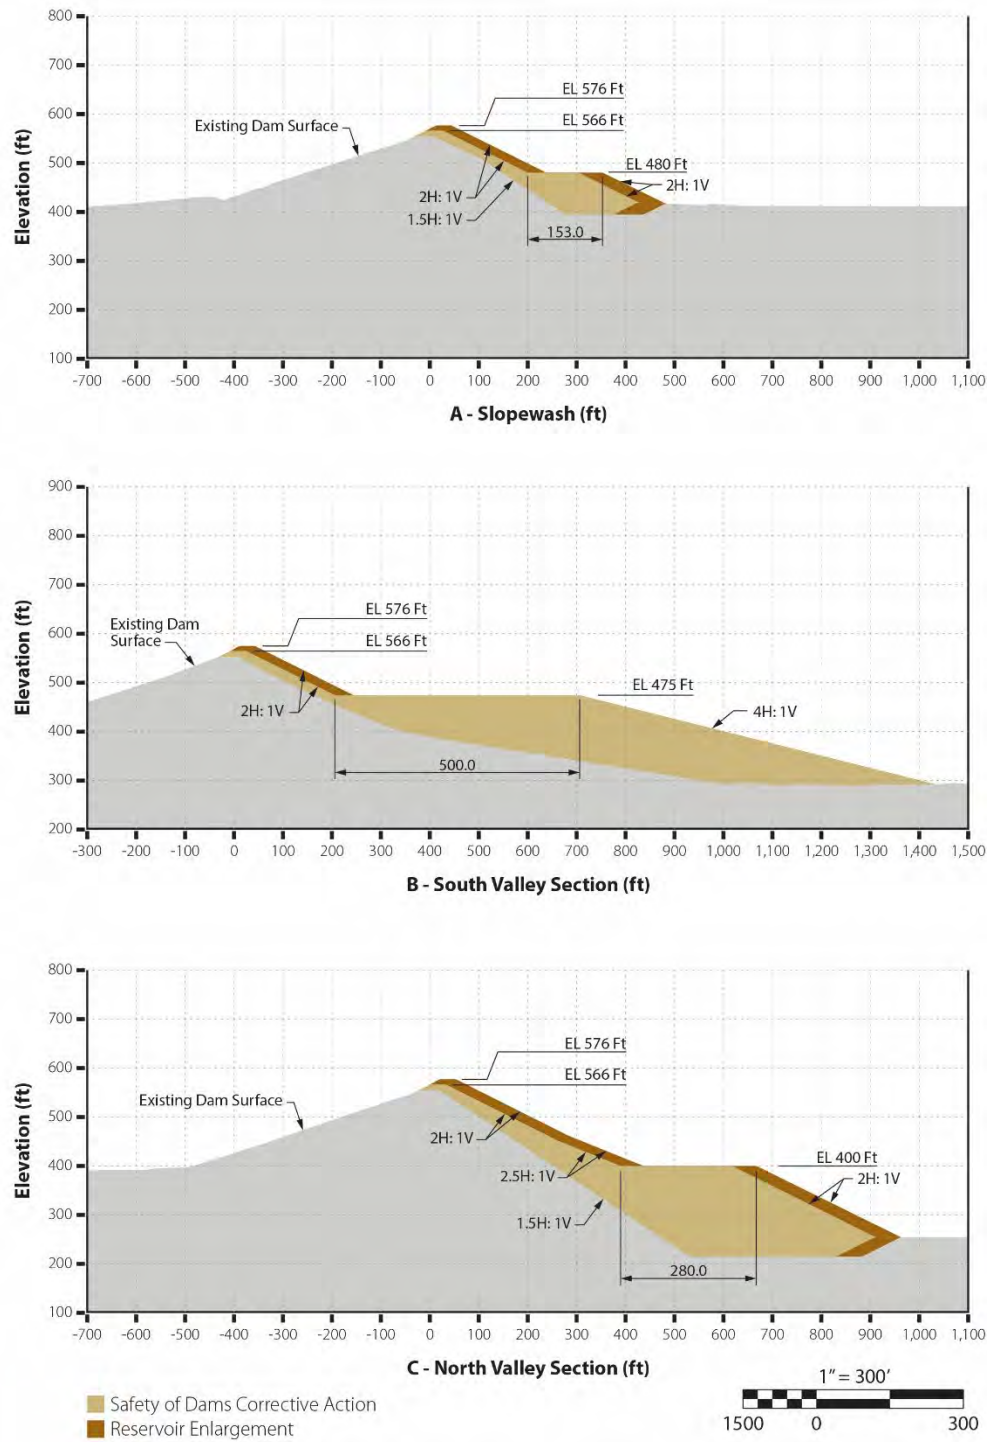 800
700
600
500
400
300
200
100
Elevation (ft)
EL 576 Ft
EL 566 Ft
Existing Dam Surface
EL 480 Ft
2H: 1V
2H: 1V
1.5H: 1V
153.0
-700 -600 -500 -400 -300 -200 -100 0 100 200 300 400 500 600 700 800 900 1,000 1,100
A - Slopewash (ft)
900
800
700
600
500
400
300
200
Elevation (ft)
EL 576 Ft
Existing Dam
Surface
EL 566 Ft
EL 475 Ft
2H: 1V
4H: 1V
500.0
-300 -200 -100 0 100 200 300 400 400 600 700 800 900 1,000 1,100 1,200 1,300 1,400 1,500
B - South Valley Section (ft)
800
700
600
500
400
300
200
100
Elevation (ft)
EL 576 Ft
EL 566 Ft
Existing Dam Surface
2H: 1V
EL 400 Ft
2.5H: 1V
2H: 1V
1.5H: 1V
280.0
-700 -600 -500 -400 -300 -200 -100 0 100 200 300 400 500 600 700 800 900 1,000 1,100
C - North Valley Section (ft)
Safety of Dams Corrective Action
Reservoir Enlargement
1" = 300'
1500 0 300